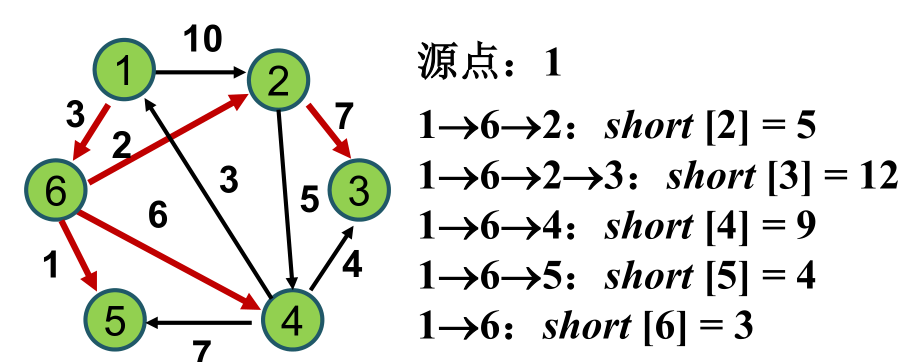 10
1
2
3
7
2
6
3
3
5
6
1
4
5
4
7
源点：1
1→6→2：short [2] = 5
1→6→2→3：short [3] = 12
1→6→4：short [4] = 9
1→6→5：short [5] = 4
1→6：short [6] = 3